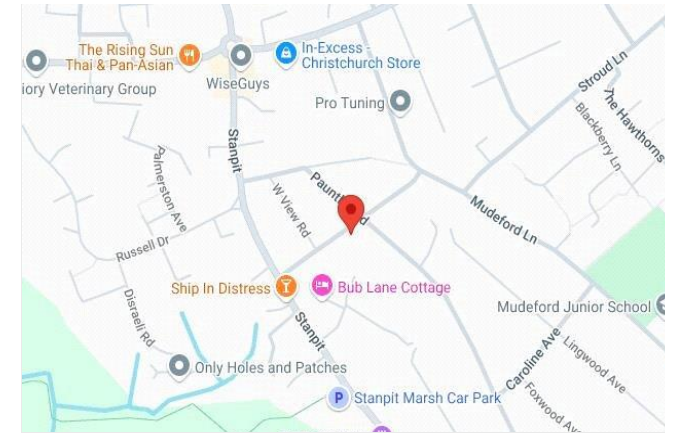 The Rising Sun
Thai & Pan-Asian
In-Excess -
Christchurch Store
iory Veterinary Group
WiseGuys
Pro Tuning
Stroud Ln
The Hawthorns
Blackberry Ln
Stanpit
Palmerston Ave
W View Rd
Mudeford Ln
Russell Dr
Ship In Distress
Bub Lane Cottage
Disraeli Rd
Stanpit
Mudeford Junior School
Caroline Ave
Lingwood Ave
Only Holes and Patches
Foxwood Av
P
Stanpit Marsh Car Park